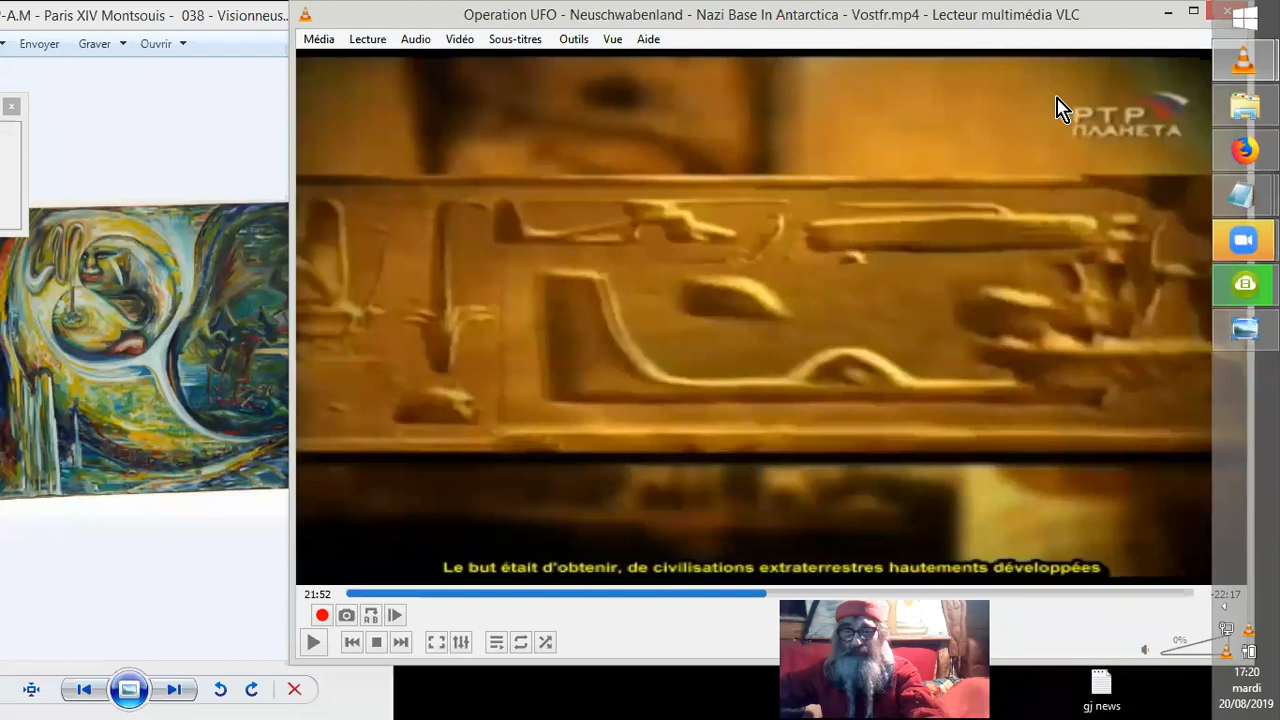 P-A.M - Paris XIV Montsouis - 038 - Visionneus...
Operation UFO - Neuschwabenland - Nazi Base In Antarctica - Vostfr.mp4 - Lecteur multimédia VLC
Envoyer Graver Ouvrir
Média Lecture Audio Vidéo Sous-titres Outils Vue Aide
РТР
ПЛАНЕТА
Le but était d'obtenir, de civilisations extraterrestres hautements développées
21:52
-22:17
0%
17:20
mardi
20/08/2019
gj news